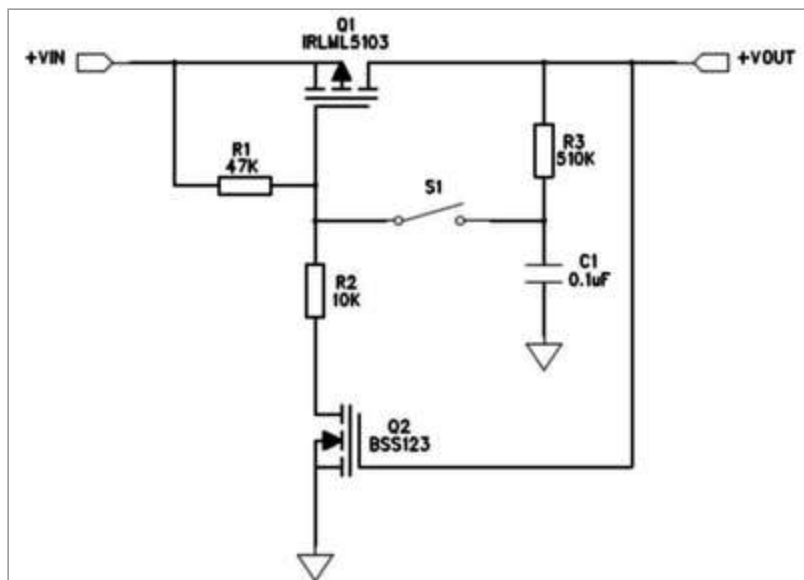 Q1
IRLML5103
+VIN
+VOUT
R1
47K
R3
510K
S1
R2
10K
C1
0.1uF
Q2
BSS123